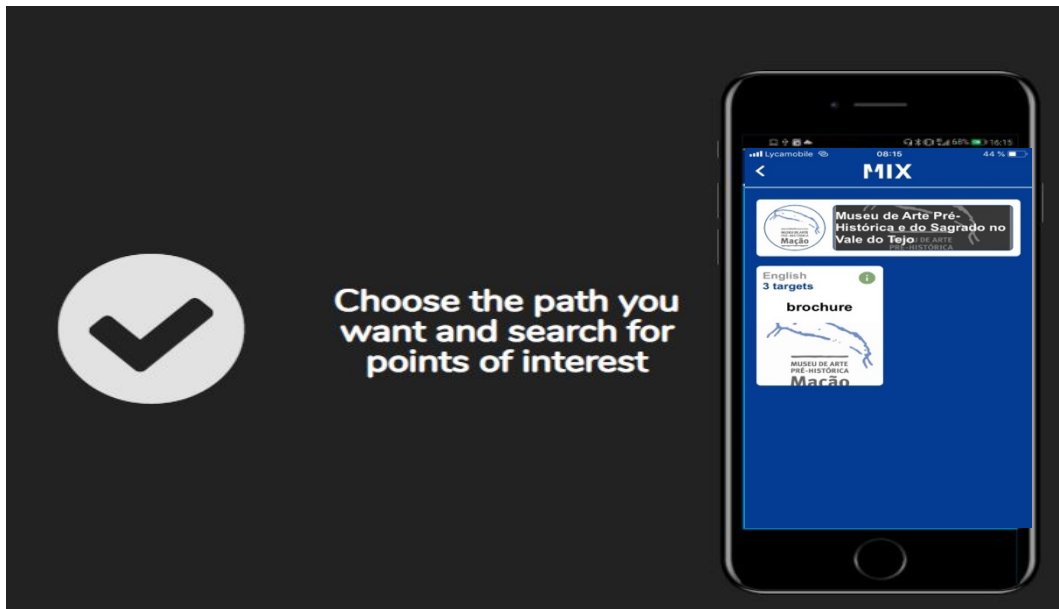 Choose the path you
want and search for
points of interest
68% 16:15
Lycamobile 08:15 44 %
MIX
Museu de Arte Pré-
Histórica e do Sagrado no
Vale do Tejo
Mação
English
3 targets
brochure
MUSEU DE ARTE
PRÉ-HISTÓRICA
Mação